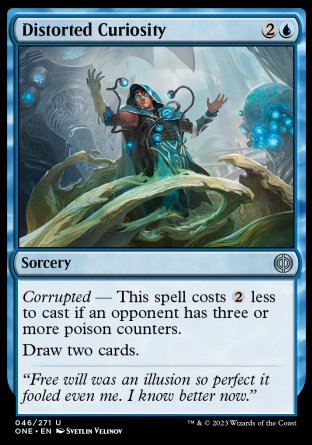 Distorted Curiosity 2
Sorcery
Corrupted — This spell costs 2 less
to cast if an opponent has three or
more poison counters.
Draw two cards.
“Free will was an illusion so perfect it
fooled even me. I know better now.”
046/271 U
ONE • EN Svetlin Velinov
™ & © 2023 Wizards of the Coast